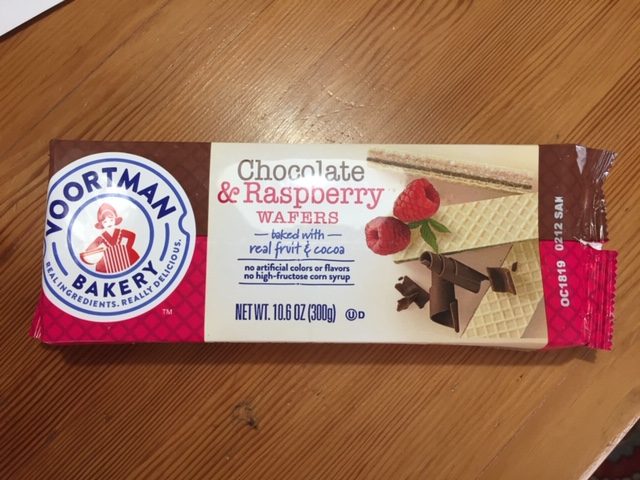 VOORTMAN
BAKERY
REAL INGREDIENTS. REALLY DELICIOUS.
TM
Chocolate
& Raspberry
WAFERS
baked with
real fruit & cocoa
no artificial colors or flavors
no high-fructose corn syrup
NET WT. 10.6 OZ (300g) U D
OC1819 0212 SAN